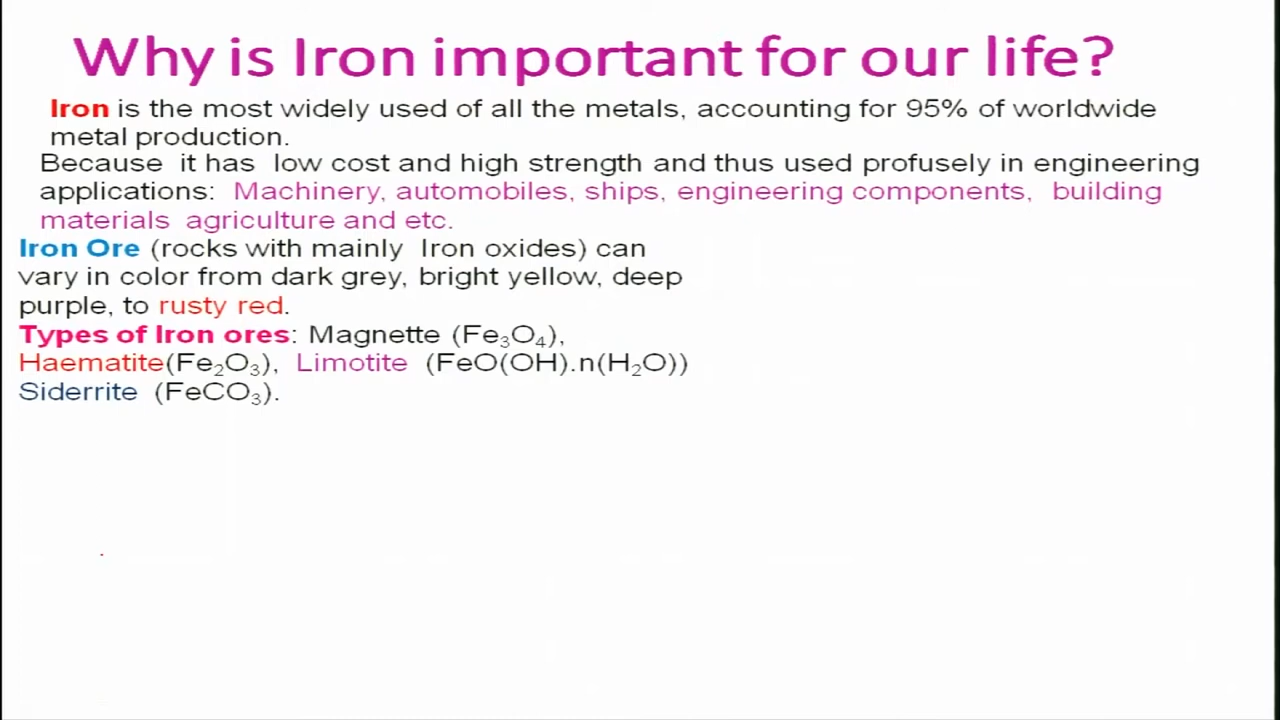 Why is Iron important for our life?
Iron is the most widely used of all the metals, accounting for 95% of worldwide
metal production.
Because it has low cost and high strength and thus used profusely in engineering
applications: Machinery, automobiles, ships, engineering components, building
materials agriculture and etc.
Iron Ore (rocks with mainly Iron oxides) can
vary in color from dark grey, bright yellow, deep
purple, to rusty red.
Types of Iron ores: Magnette (Fe₃O₄),
Haematite(Fe₂O₃), Limotite (FeO(OH).n(H₂O))
Siderrite (FeCO₃).